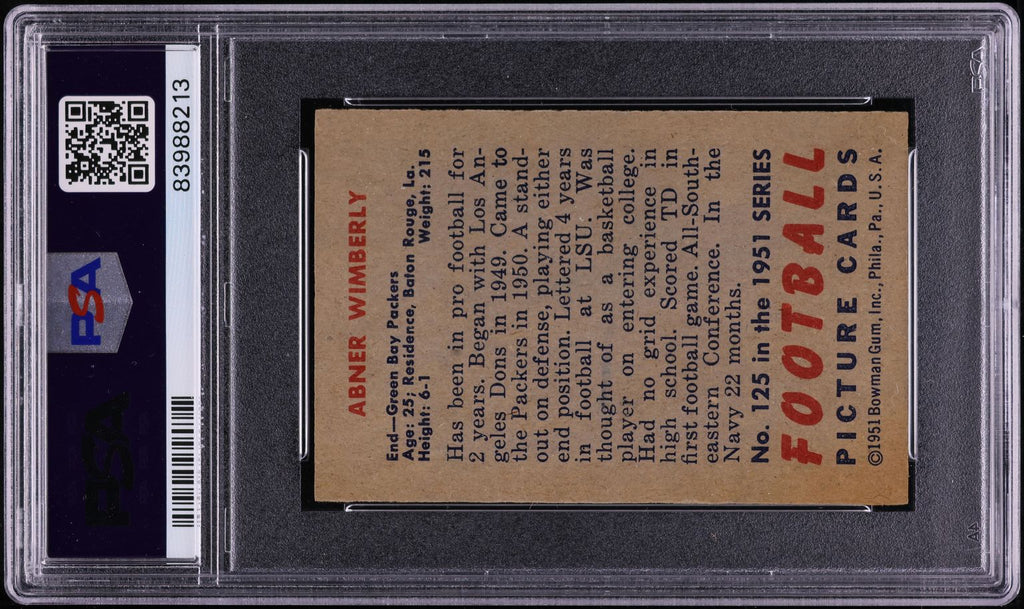 83988213
PSA
PSA
ABNER WIMBERLY
End—Green Bay Packers
Age: 25; Residence, Baton Rouge, La.
Height: 6-1 Weight: 215
Has been in pro football for
2 years. Began with Los An-
geles Dons in 1949. Came to
the Packers in 1950. A stand-
out on defense, playing either
end position. Lettered 4 years
in football at LSU. Was
thought of as a basketball
player on entering college.
Had no grid experience in
high school. Scored TD in
first football game. All-South-
eastern Conference. In the
Navy 22 months.
No. 125 in the 1951 SERIES
FOOTBALL
PICTURE CARDS
©1951 Bowman Gum, Inc., Phila., Pa., U. S. A.
PSA